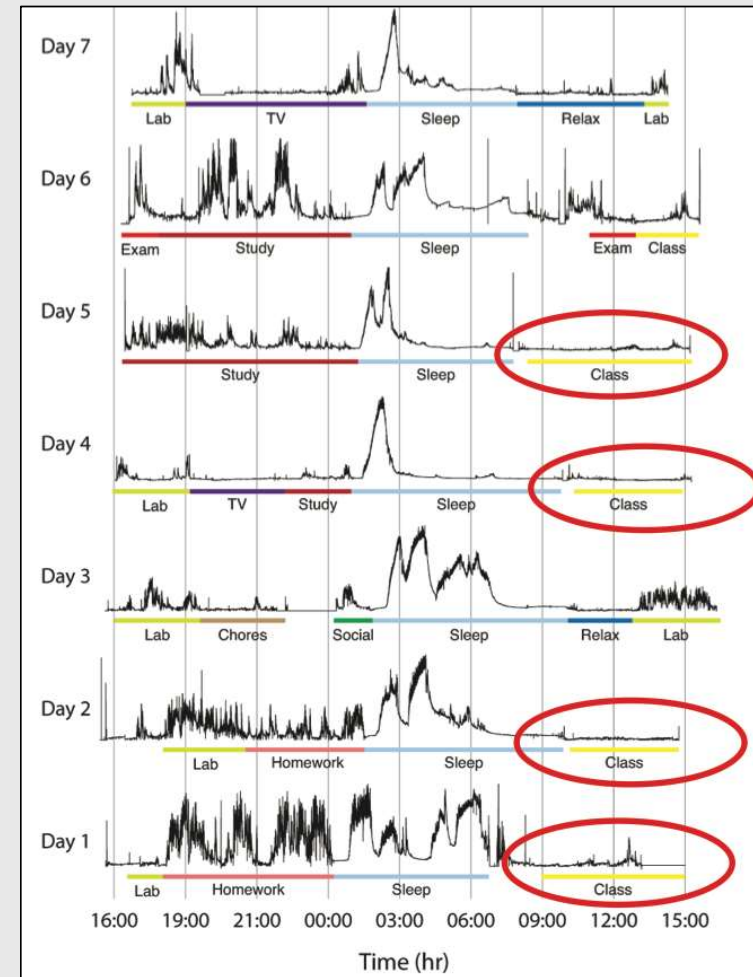 Day 7
Lab TV Sleep Relax Lab
Day 6
Exam Study Sleep Exam Class
Day 5
Study Sleep Class
Day 4
Lab TV Study Sleep Class
Day 3
Lab Chores Social Sleep Relax Lab
Day 2
Lab Homework Sleep Class
Day 1
Lab Homework Sleep Class
16:00 19:00 21:00 00:00 03:00 06:00 09:00 12:00 15:00
Time (hr)